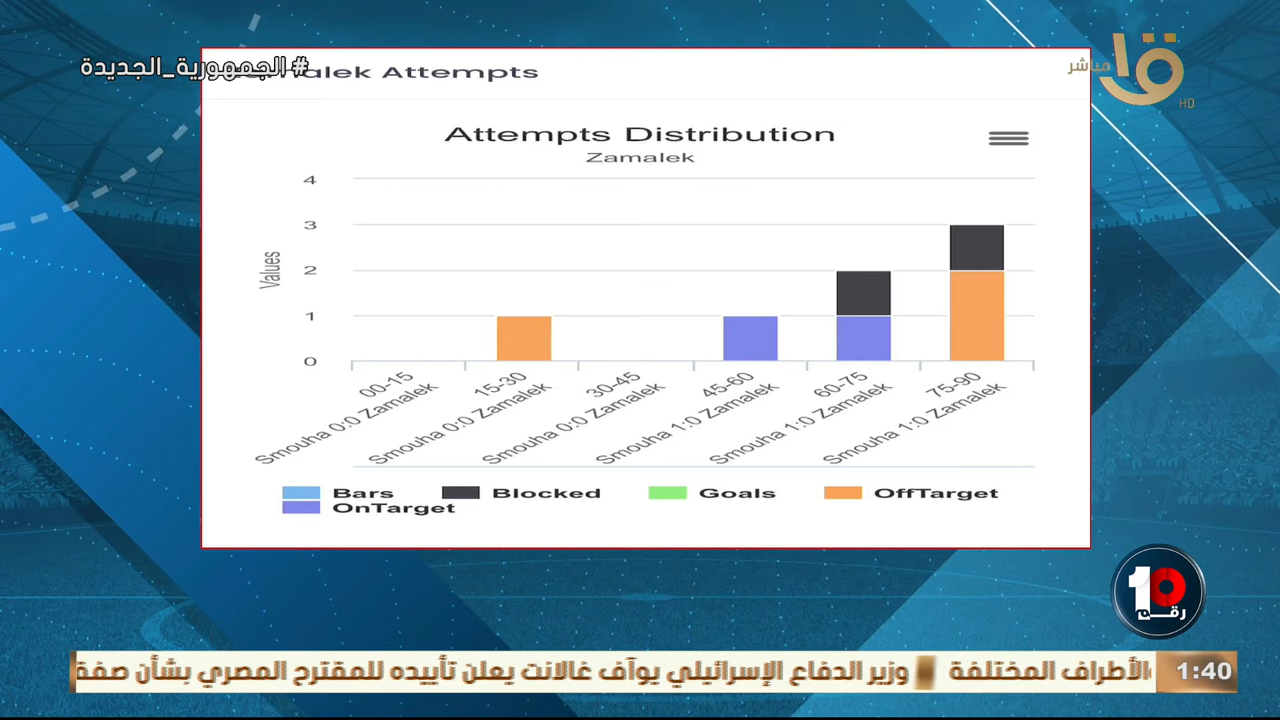 #الجمهورية_الجديدة
alek Attempts
مباشر
HD
Attempts Distribution
Zamalek
Values
4
3
2
1
0
00-15
Smouha 0:0 Zamalek
15-30
Smouha 0:0 Zamalek
30-45
Smouha 0:0 Zamalek
45-60
Smouha 1:0 Zamalek
60-75
Smouha 1:0 Zamalek
75-90
Smouha 1:0 Zamalek
Bars
Blocked
Goals
OffTarget
OnTarget
10
رقم
الأطراف المختلفة وزير الدفاع الإسرائيلي يوآف غالانت يعلن تأييده للمقترح المصري بشأن صفقة
1:40